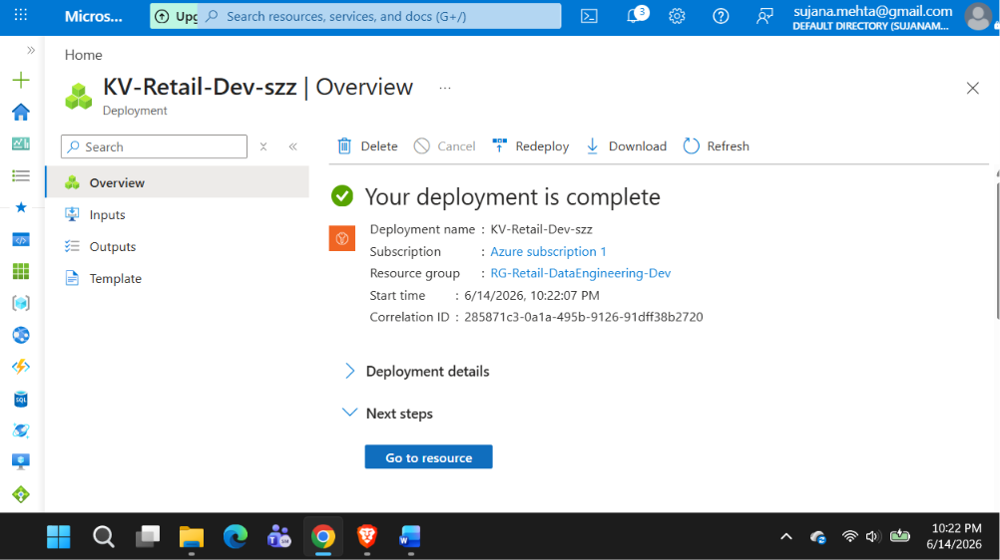 Micros...
Upg
Search resources, services, and docs (G+/)
3
sujana.mehta@gmail.com
DEFAULT DIRECTORY (SUJANAM...
Home
KV-Retail-Dev-szz | Overview ...
Deployment
Search
Delete
Cancel
Redeploy
Download
Refresh
Overview
Inputs
Outputs
Template
Your deployment is complete
Deployment name : KV-Retail-Dev-szz
Subscription : Azure subscription 1
Resource group : RG-Retail-DataEngineering-Dev
Start time : 6/14/2026, 10:22:07 PM
Correlation ID : 285871c3-0a1a-495b-9126-91dff38b2720
Deployment details
Next steps
Go to resource
SQL
10:22 PM
6/14/2026